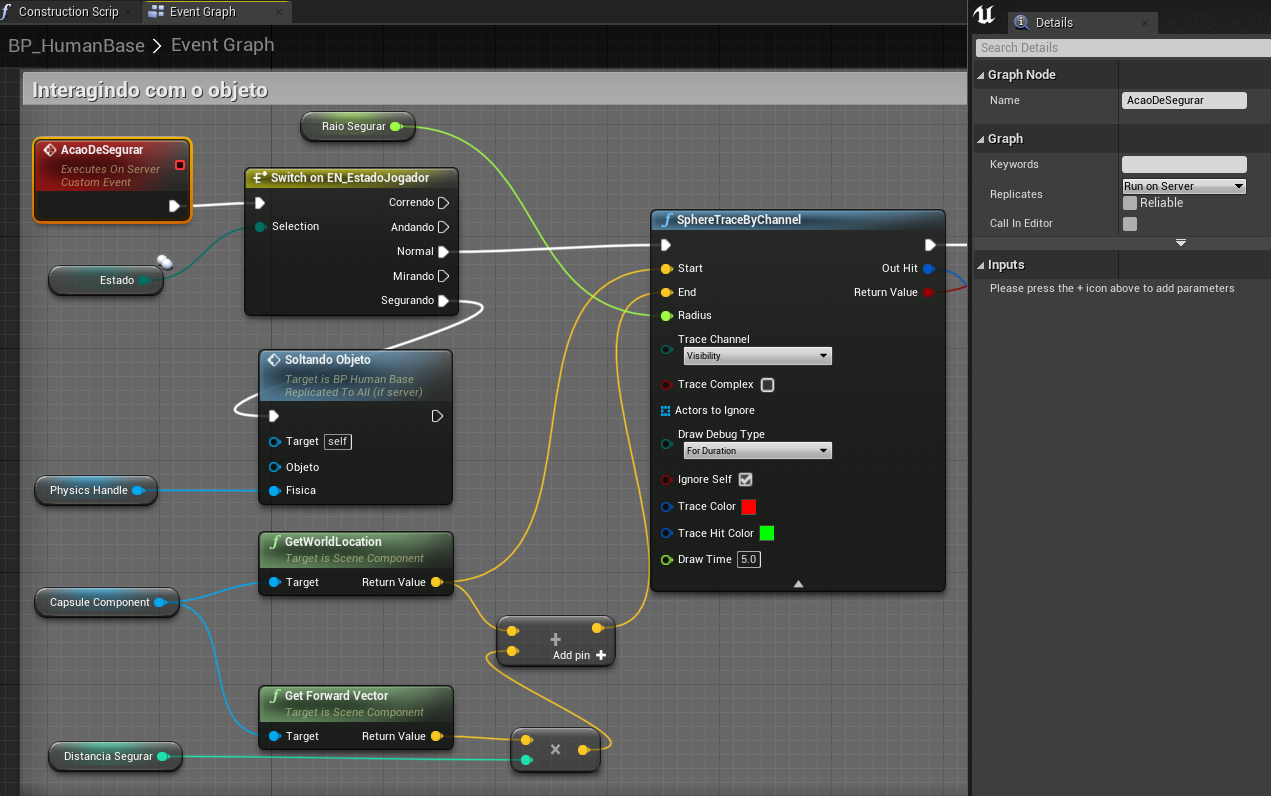 Construction Scrip
Event Graph
BP_HumanBase > Event Graph
Interagindo com o objeto
Raio Segurar
AcaoDeSegurar
Executes On Server
Custom Event
Switch on EN_EstadoJogador
Correndo
Selection
Andando
Normal
Mirando
Segurando
Estado
Soltando Objeto
Target is BP Human Base
Replicated To All (if server)
Target self
Objeto
Fisica
Physics Handle
GetWorldLocation
Target is Scene Component
Target Return Value
Capsule Component
Add pin
Get Forward Vector
Target is Scene Component
Target Return Value
Distancia Segurar
SphereTraceByChannel
Start Out Hit
End Return Value
Radius
Trace Channel
Visibility
Trace Complex
Actors to Ignore
Draw Debug Type
For Duration
Ignore Self
Trace Color
Trace Hit Color
Draw Time 5.0
Details
Search Details
Graph Node
Name AcaoDeSegurar
Graph
Keywords
Replicates Run on Server
Reliable
Call In Editor
Inputs
Please press the + icon above to add parameters